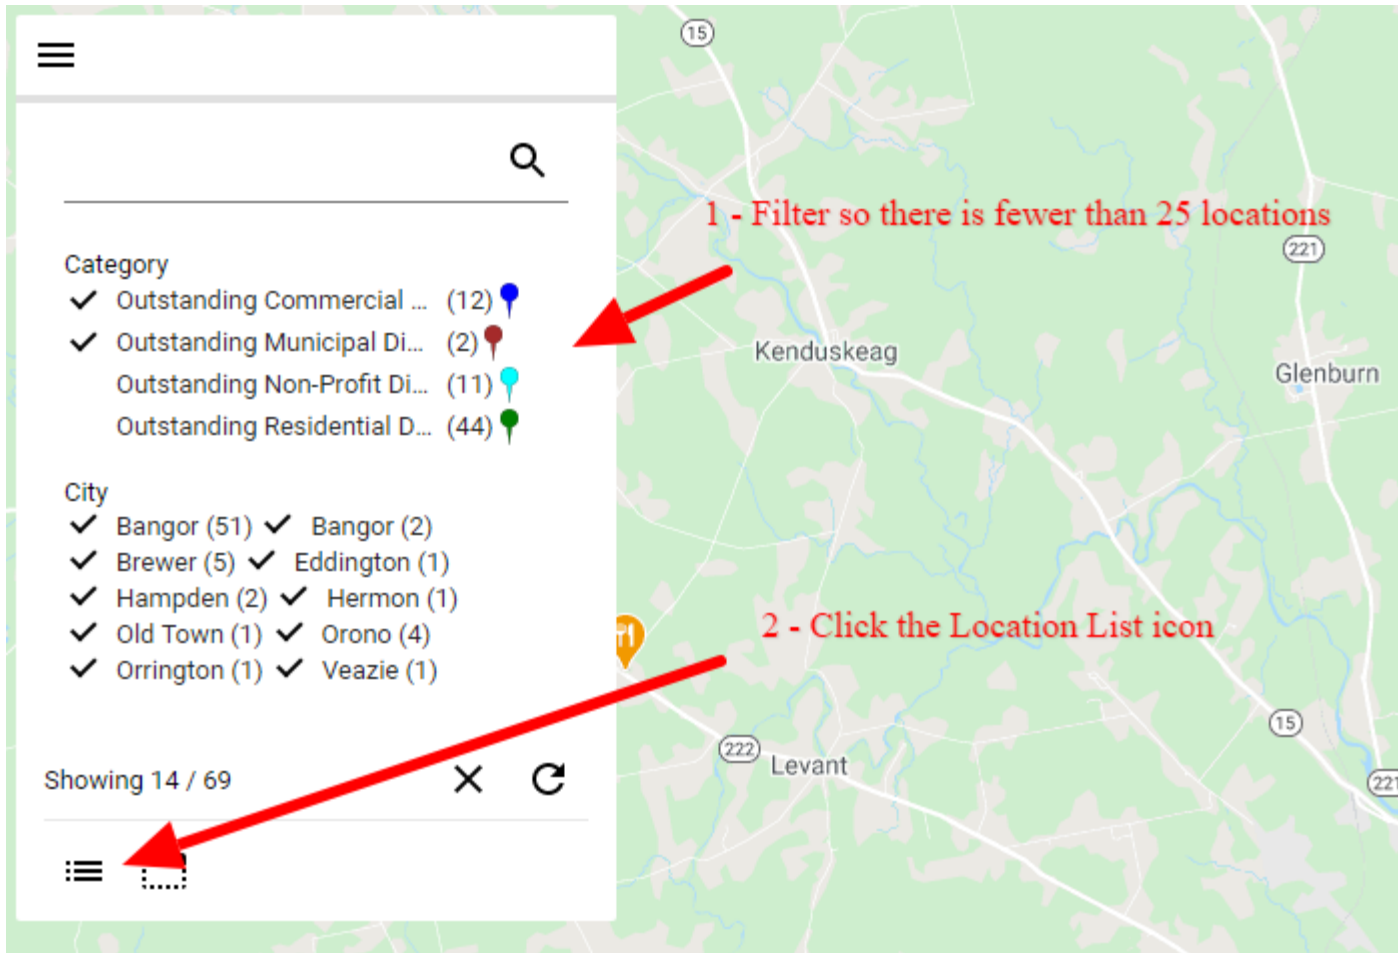 15
1 - Filter so there is fewer than 25 locations
221
Category
Outstanding Commercial ... (12)
Outstanding Municipal Di... (2)
Outstanding Non-Profit Di... (11)
Outstanding Residential D... (44)
Kenduskeag
Glenburn
City
Bangor (51) Bangor (2)
Brewer (5) Eddington (1)
Hampden (2) Hermon (1)
Old Town (1) Orono (4)
Orrington (1) Veazie (1)
2 - Click the Location List icon
15
222
Levant
Showing 14 / 69
221